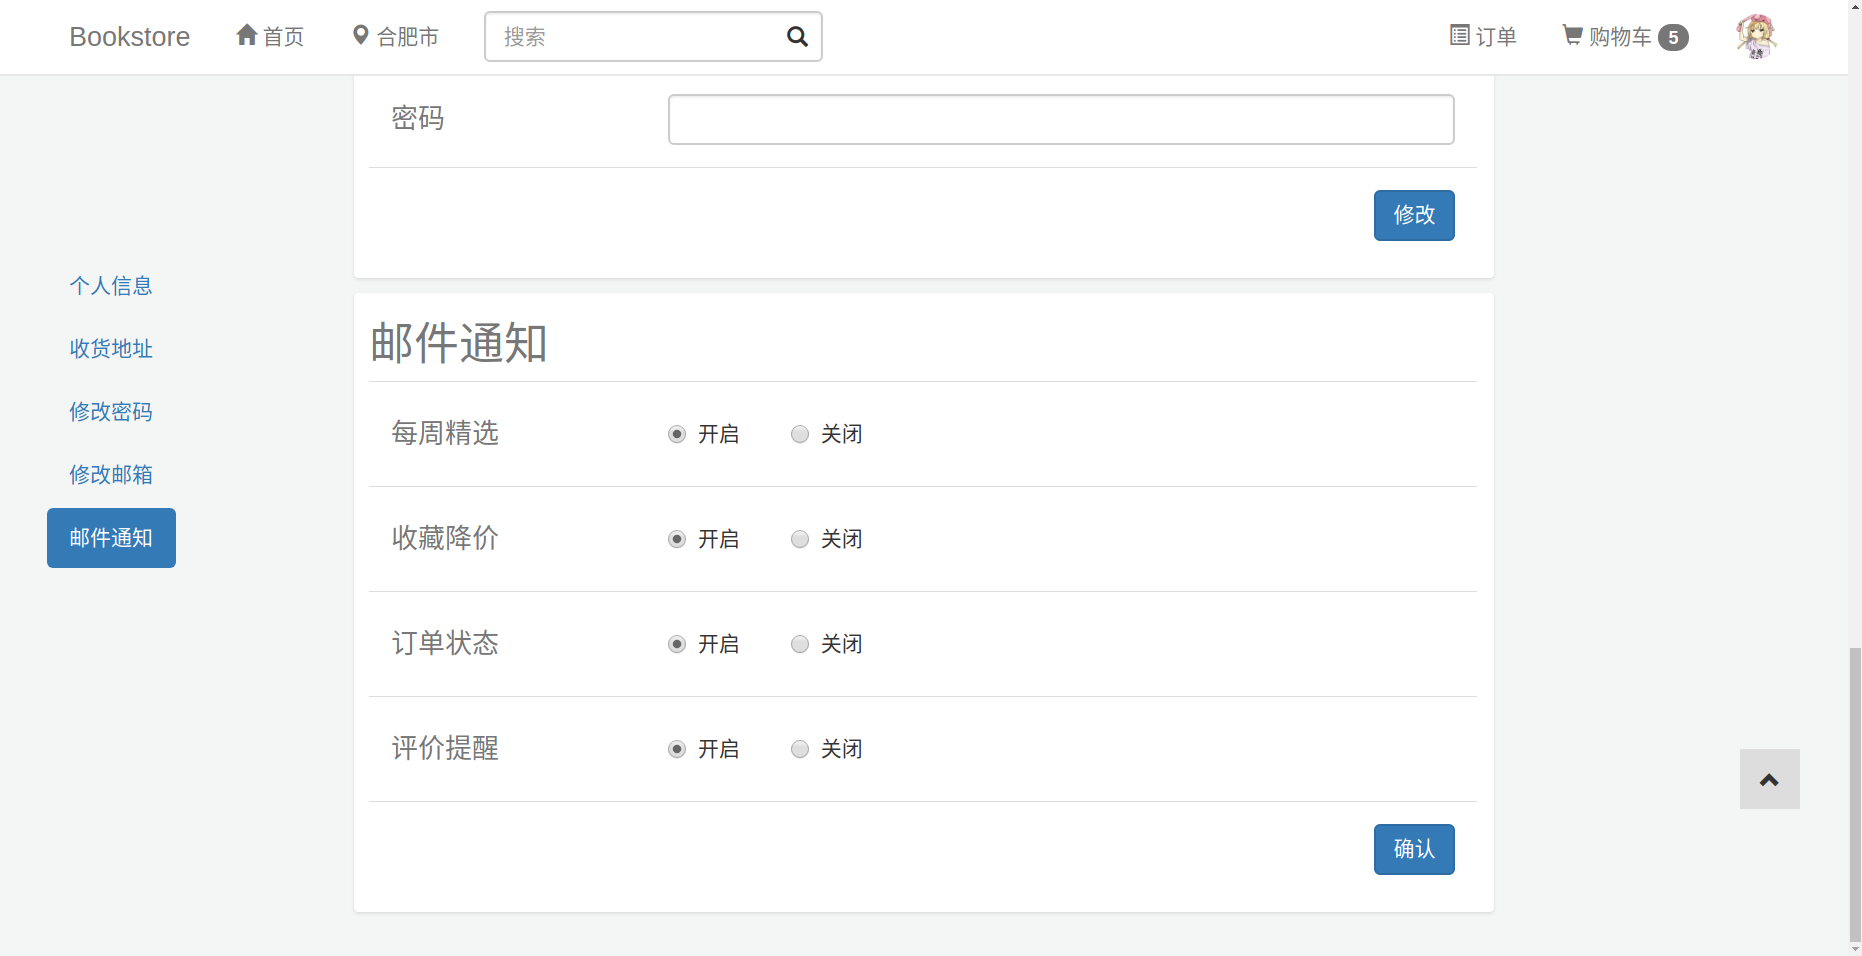 Bookstore 首页 合肥市 搜索 订单 购物车 5
密码
修改
个人信息
收货地址
修改密码
修改邮箱
邮件通知
邮件通知
每周精选 开启 关闭
收藏降价 开启 关闭
订单状态 开启 关闭
评价提醒 开启 关闭
确认